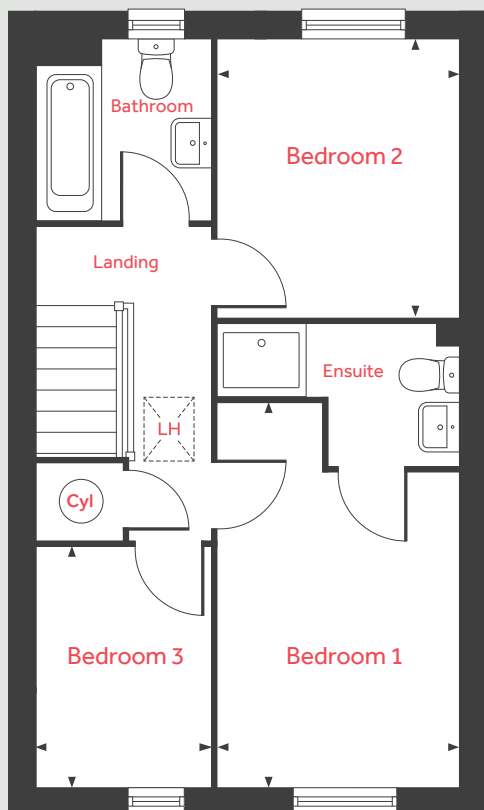 Bathroom
Bedroom 2
Landing
Ensuite
LH
Cyl
Bedroom 3
Bedroom 1